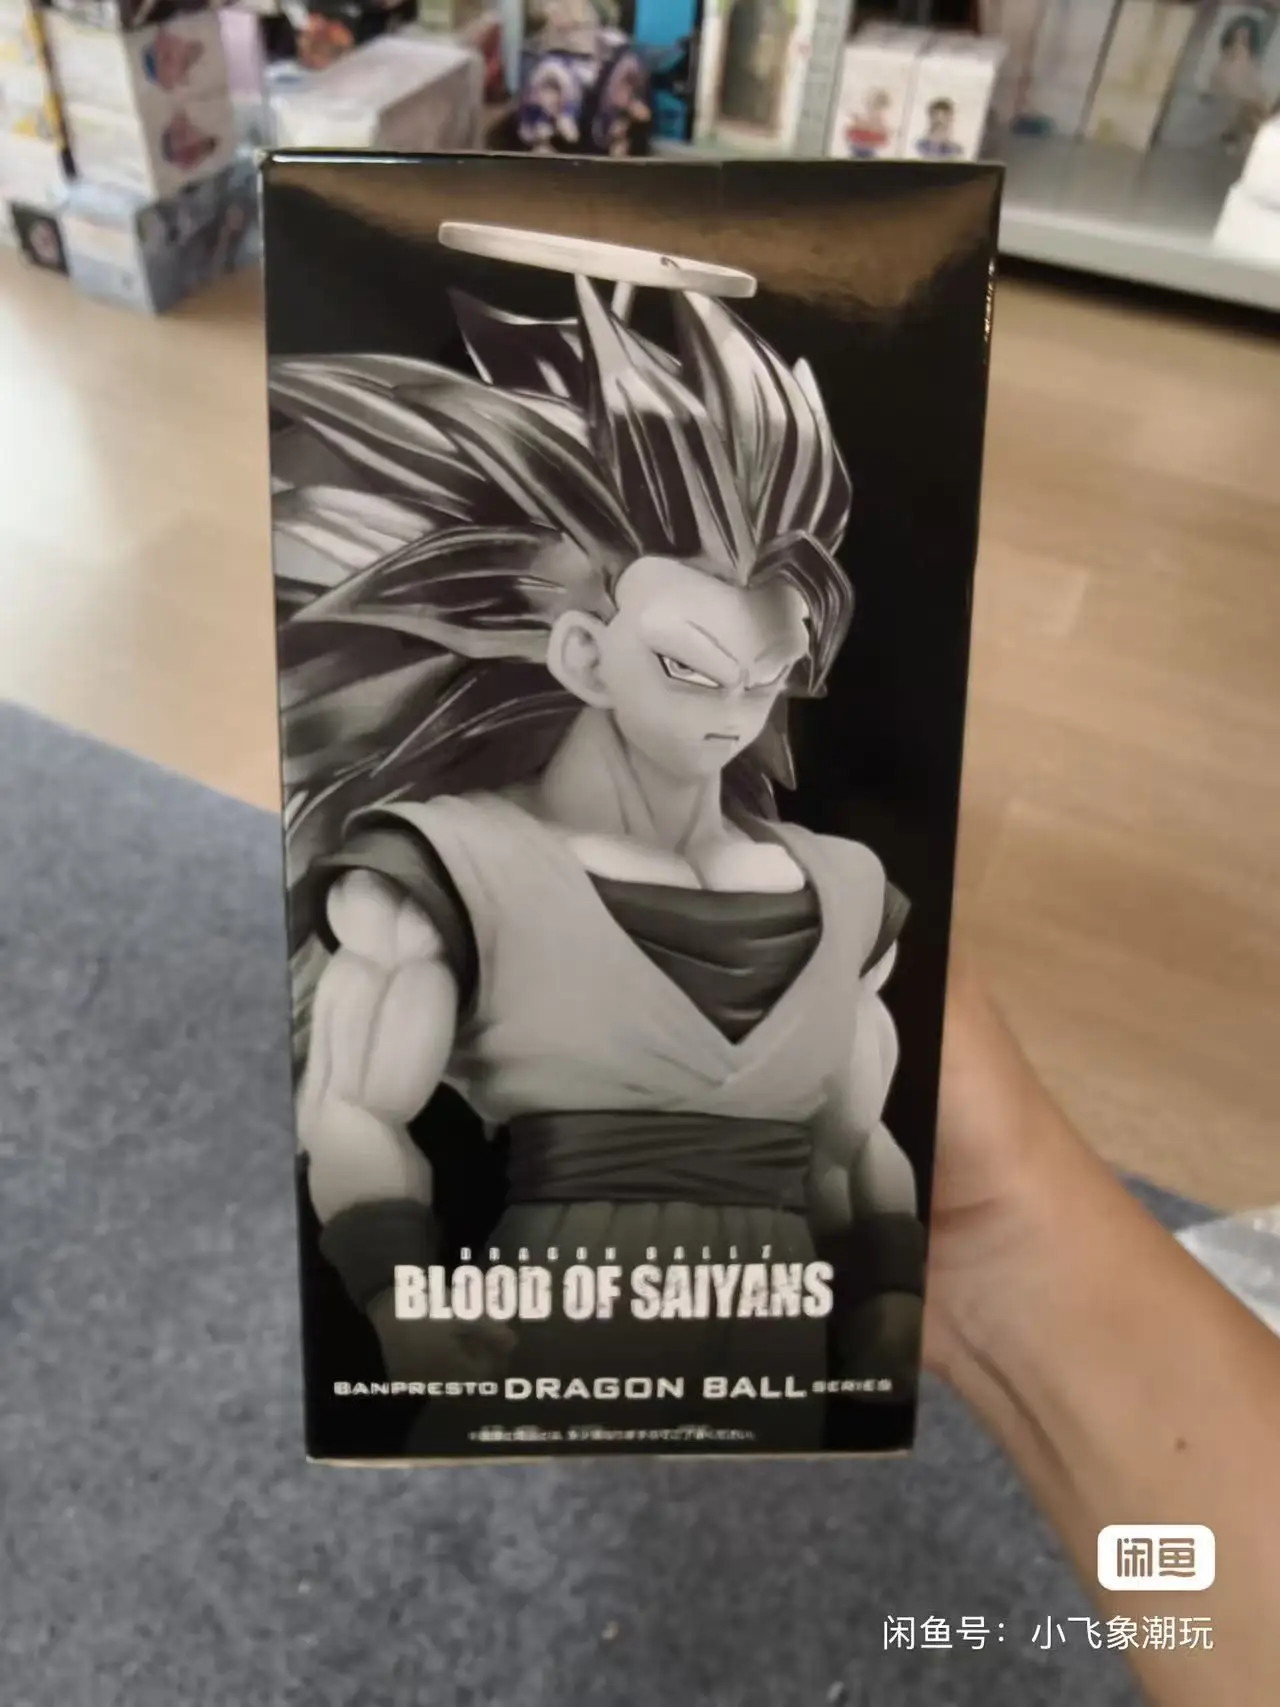 DRAGON BALL Z
BLOOD OF SAIYANS
BANPRESTO DRAGON BALL SERIES
闲鱼
闲鱼号：小飞象潮玩